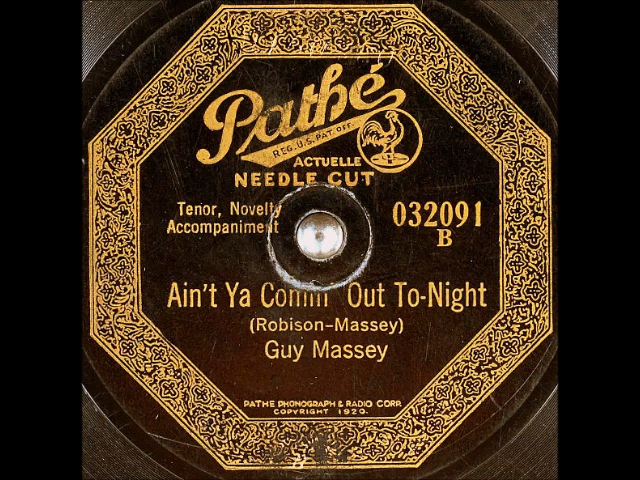 Pathé
REG. U.S. PAT. OFF.
ACTUELLE
NEEDLE CUT
Tenor, Novelty
Accompaniment
032091
B
Ain't Ya Comin' Out To-Night
(Robison-Massey)
Guy Massey
PATHE PHONOGRAPH & RADIO CORP.
COPYRIGHT 1920.